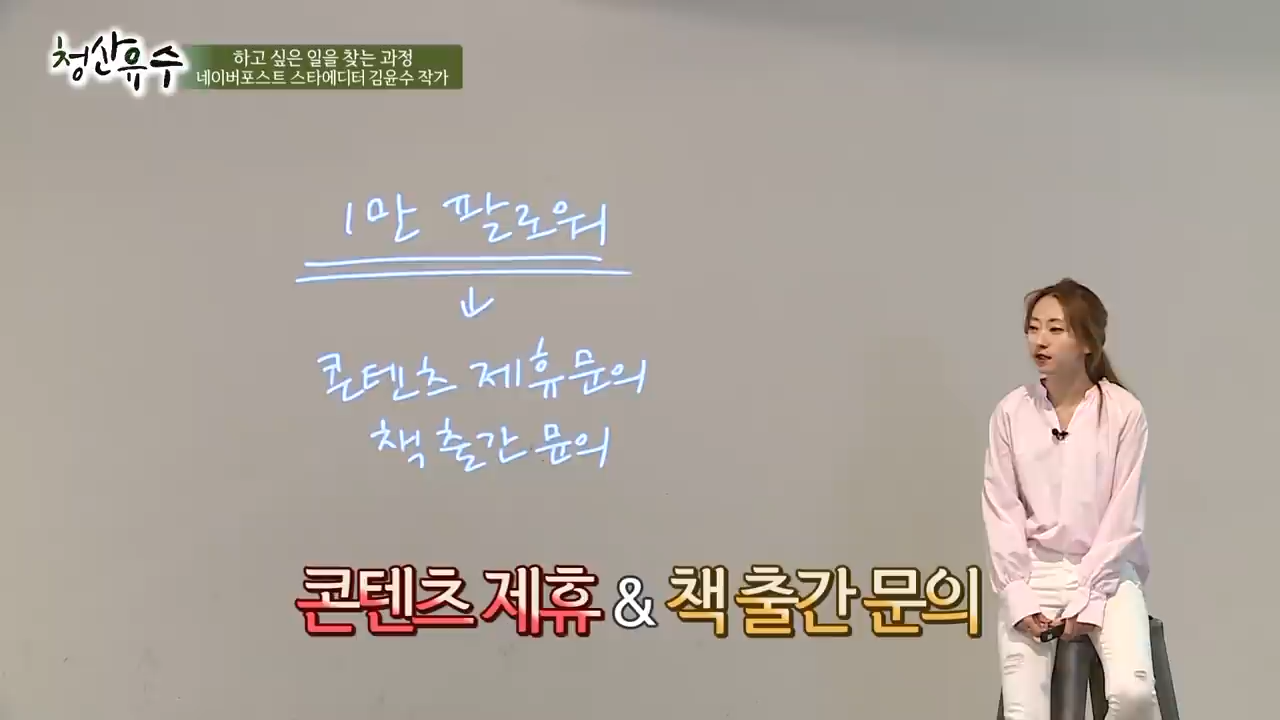 청산유수
하고 싶은 일을 찾는 과정
네이버포스트 스타에디터 김윤수 작가
1만 팔로워
콘텐츠 제휴문의
책 출간 문의
콘텐츠 제휴 & 책 출간 문의